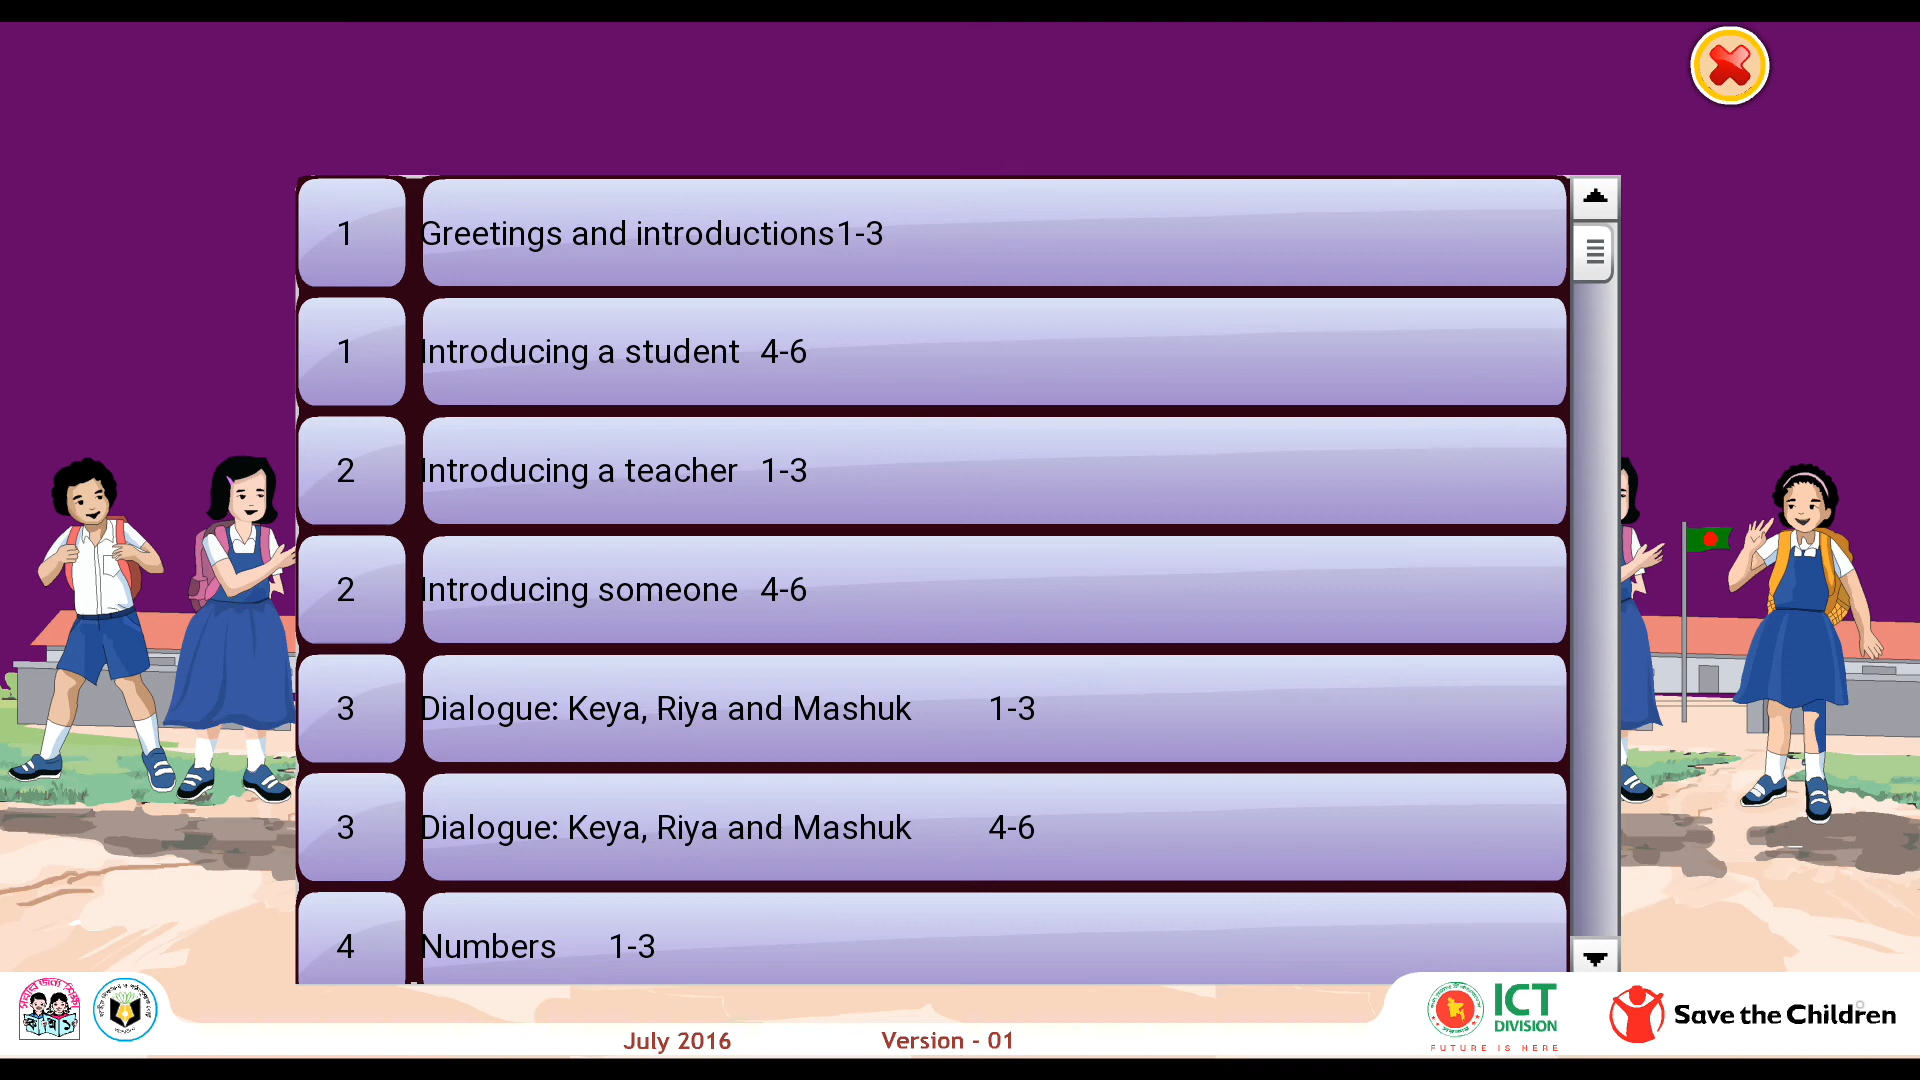 1 Greetings and introductions1-3
1 Introducing a student 4-6
2 Introducing a teacher 1-3
2 Introducing someone 4-6
3 Dialogue: Keya, Riya and Mashuk 1-3
3 Dialogue: Keya, Riya and Mashuk 4-6
4 Numbers 1-3
সবার জন্য শিক্ষা
ICT
DIVISION
FUTURE IS HERE
Save the Children
July 2016 Version - 01